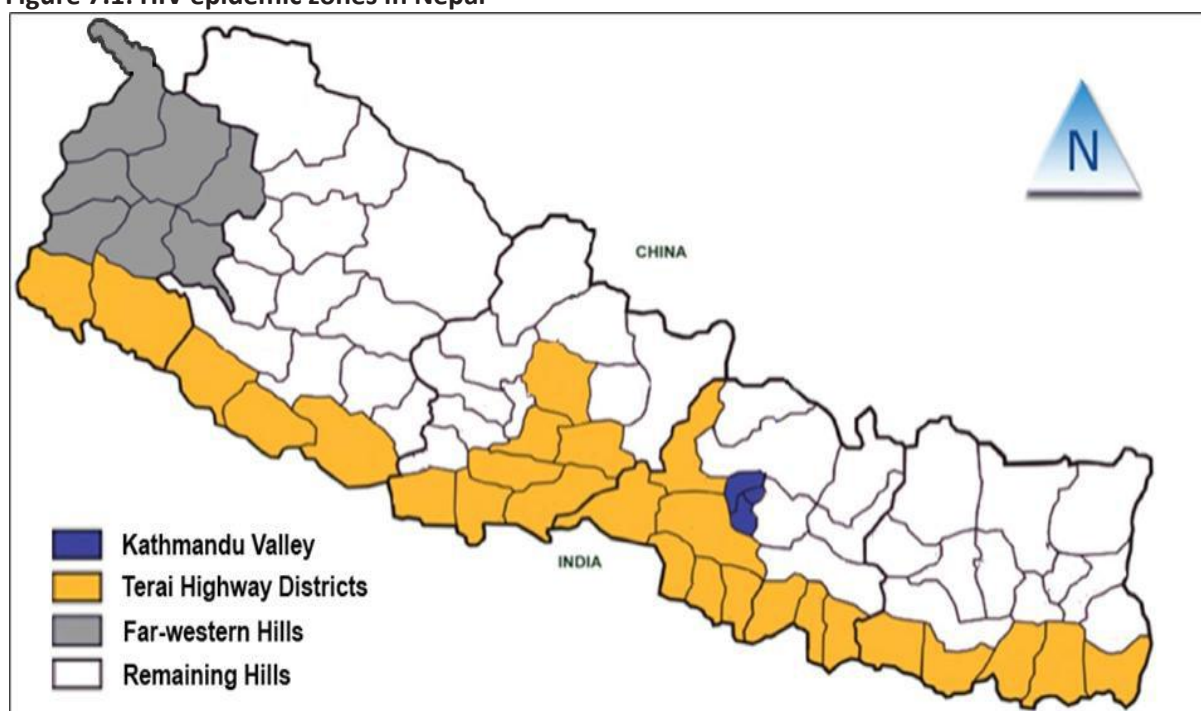 Figure 7.1: HIV epidemic zones in Nepal
N
CHINA
INDIA
Kathmandu Valley
Terai Highway Districts
Far-western Hills
Remaining Hills